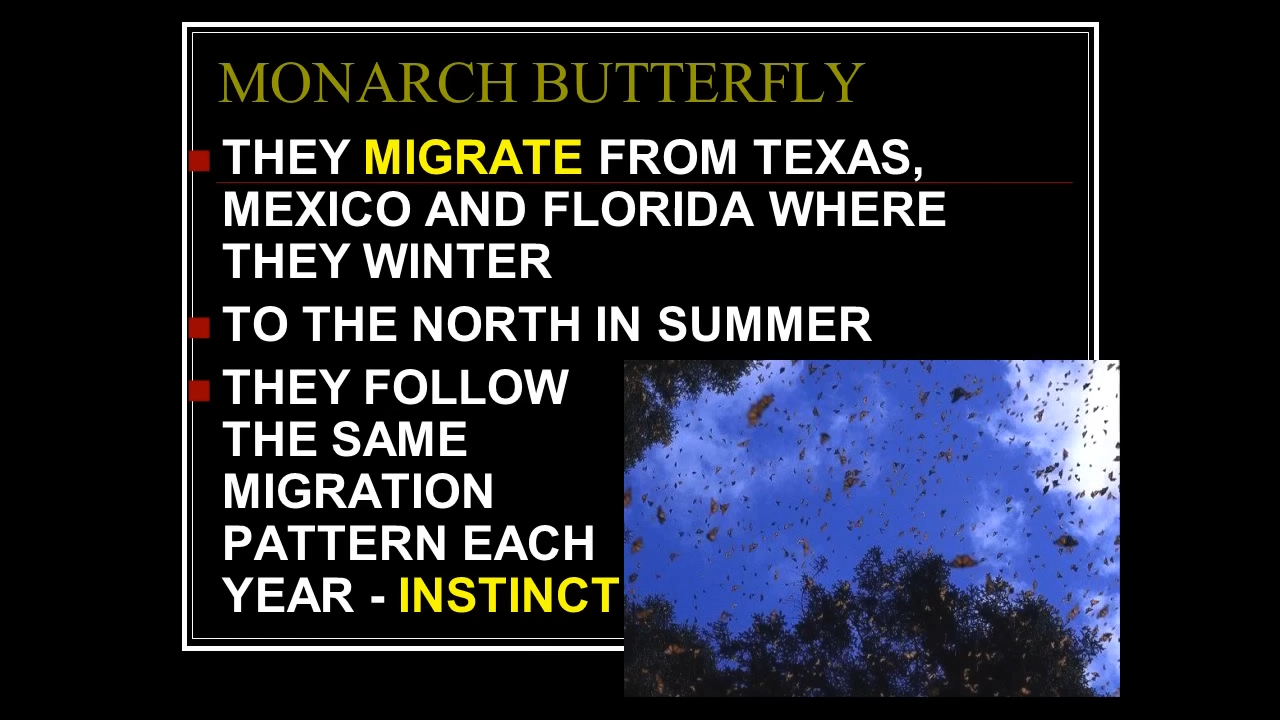 MONARCH BUTTERFLY
THEY MIGRATE FROM TEXAS,
MEXICO AND FLORIDA WHERE
THEY WINTER
TO THE NORTH IN SUMMER
THEY FOLLOW
THE SAME
MIGRATION
PATTERN EACH
YEAR - INSTINCT